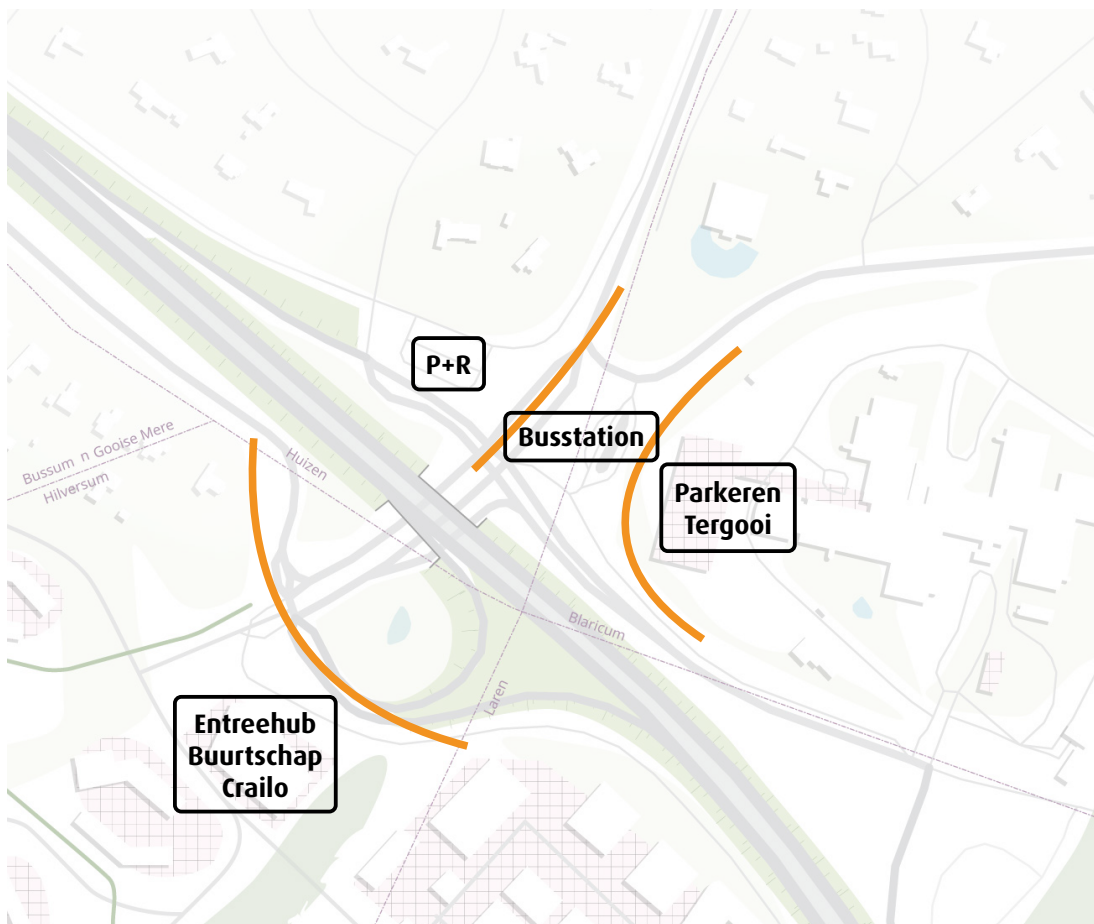 P+R
Busstation
Parkeren
Tergooi
Bussum n Gooise Mere
Hilversum
Huizen
Blaricum
Laren
Entreehub
Buurtschap
Crailo